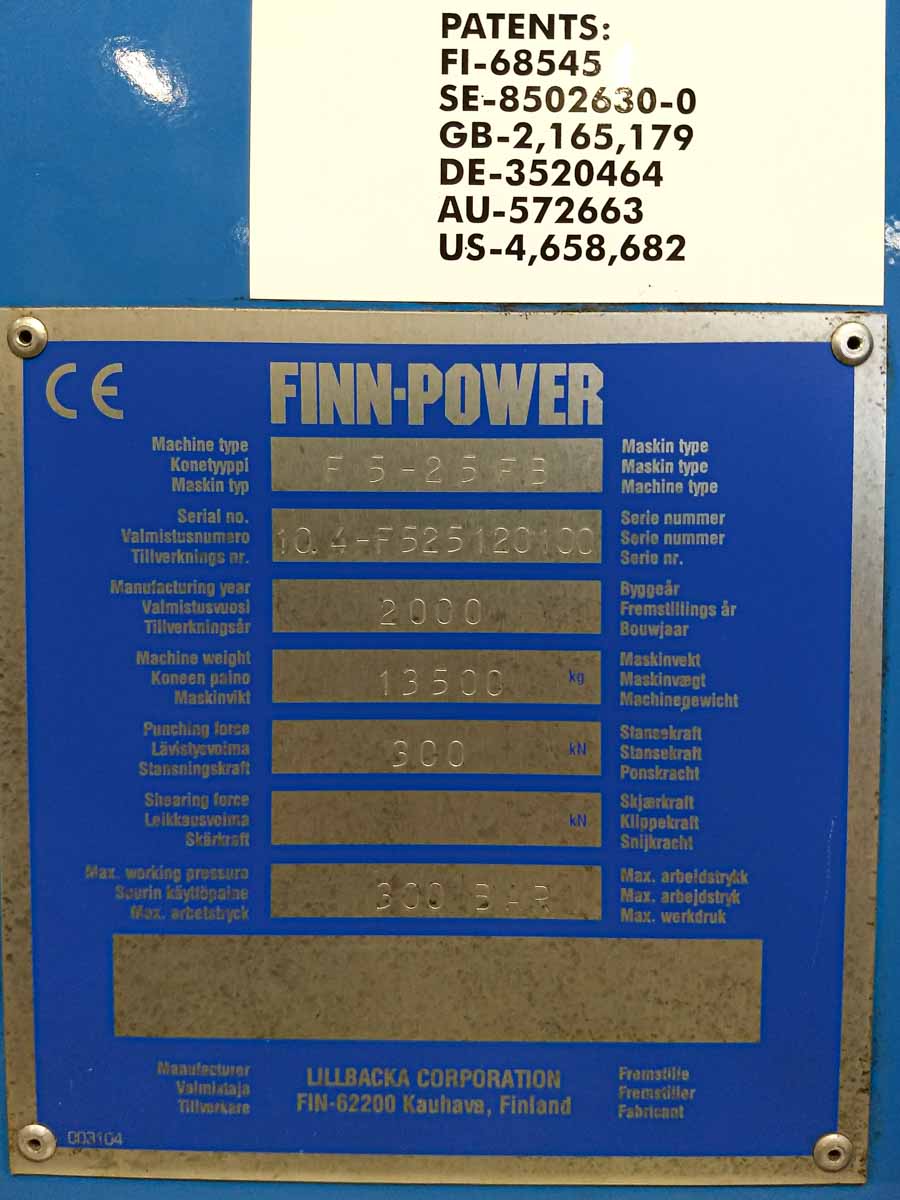 PATENTS:
FI-68545
SE-8502630-0
GB-2,165,179
DE-3520464
AU-572663
US-4,658,682
CE
FINN-POWER
Machine type
Konetyyppi
Maskin typ
F5-25FB
Maskin type
Maskin type
Machine type
Serial no.
Valmistusnumero
Tillverknings nr.
10.4-F525120100
Serie nummer
Serie nummer
Serie nr.
Manufacturing year
Valmistusvuosi
Tillverkningsår
2000
Byggeår
Fremstillings år
Bouwjaar
Machine weight
Koneen paino
Maskinvikt
13500 kg
Maskinvekt
Maskinvægt
Machinegewicht
Punching force
Lävistysvoima
Stansningskraft
300 kN
Stansekraft
Stansekraft
Ponskracht
Shearing force
Leikkausvoima
Skärkraft
kN
Skjærkraft
Klippekraft
Snijkracht
Max. working pressure
Suurin käyttöpaine
Max. arbetstryck
300 BAR
Max. arbeidstrykk
Max. arbejdstryk
Max. werkdruk
Manufacturer
Valmistaja
Tillverkare
LILLBACKA CORPORATION
FIN-62200 Kauhava, Finland
Fremstille
Fremstiller
Fabricant
003104